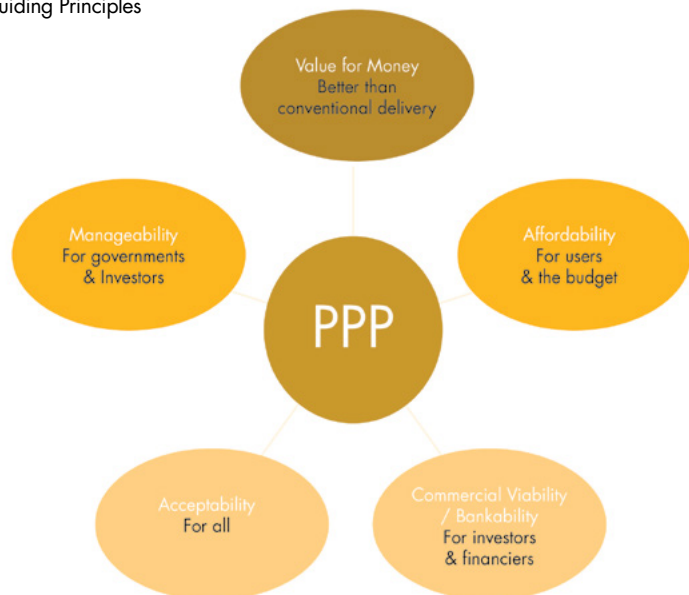 uiding Principles
Value for Money
Better than
conventional delivery
Manageability
For governments
& Investors
Affordability
For users
& the budget
PPP
Acceptability
For all
Commercial Viability
/ Bankability
For investors
& financiers